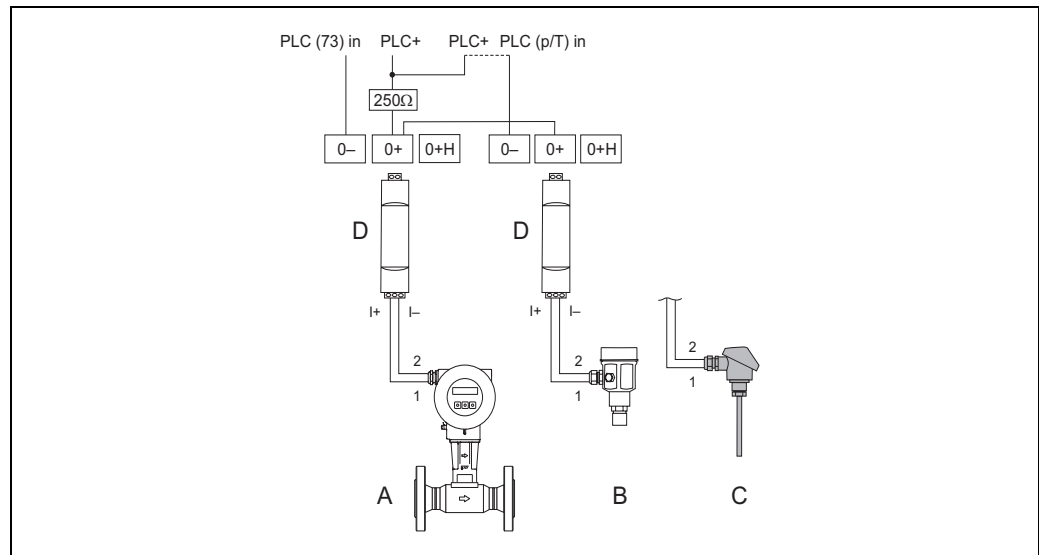 PLC (73) in PLC+ PLC+ PLC (p/T) in
250Ω
0– 0+ 0+H 0– 0+ 0+H
D D
I+ I– I+ I–
2 2 2
1 1 1
A B C